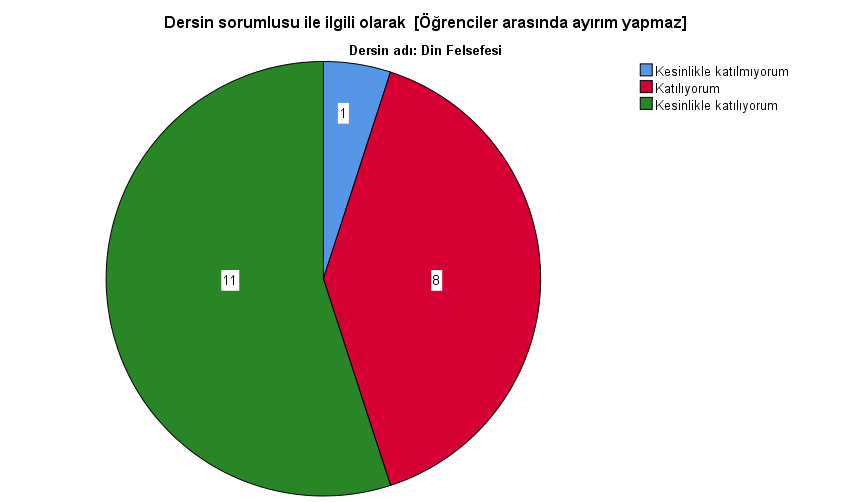 Dersin sorumlusu ile ilgili olarak  [Öğrenciler arasında ayırım yapmaz]
Dersin adı: Din Felsefesi
Kesinlikle katılmıyorum
Katılıyorum
Kesinlikle katılıyorum
1
11
8